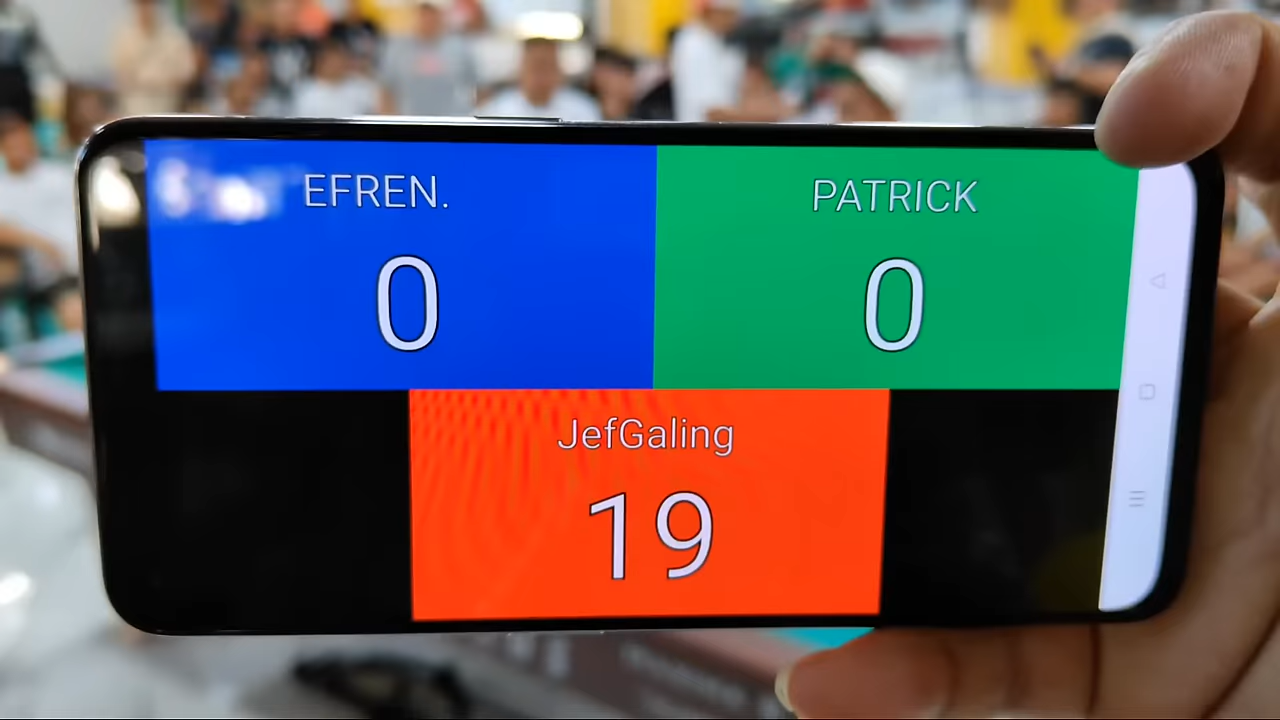 EFREN.
0
PATRICK
0
JefGaling
19